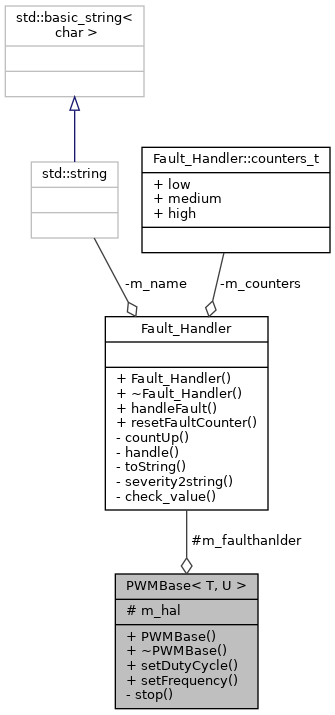 std::basic_string<
char >
std::string
Fault_Handler::counters_t
+ low
+ medium
+ high
-m_name
-m_counters
Fault_Handler
+ Fault_Handler()
+ ~Fault_Handler()
+ handleFault()
+ resetFaultCounter()
- countUp()
- handle()
- toString()
- severity2string()
- check_value()
#m_faulthanlder
PWMBase< T, U >
# m_hal
+ PWMBase()
+ ~PWMBase()
+ setDutyCycle()
+ setFrequency()
- stop()